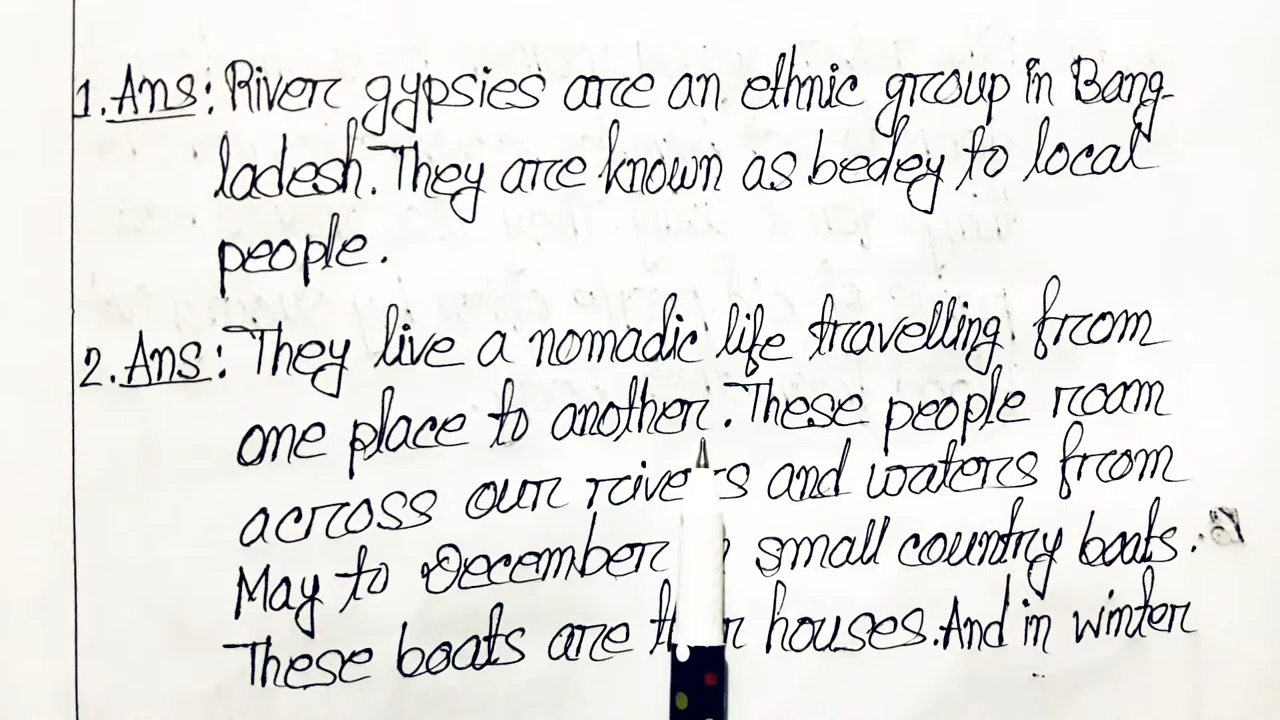 1. Ans: River gypsies are an ethnic group in Bang-
ladesh. They are known as bedey to local
people.
2. Ans: They live a nomadic life travelling from
one place to another. These people roam
across our rivers and waters from
May to December small country boats.
These boats are their houses. And in winter